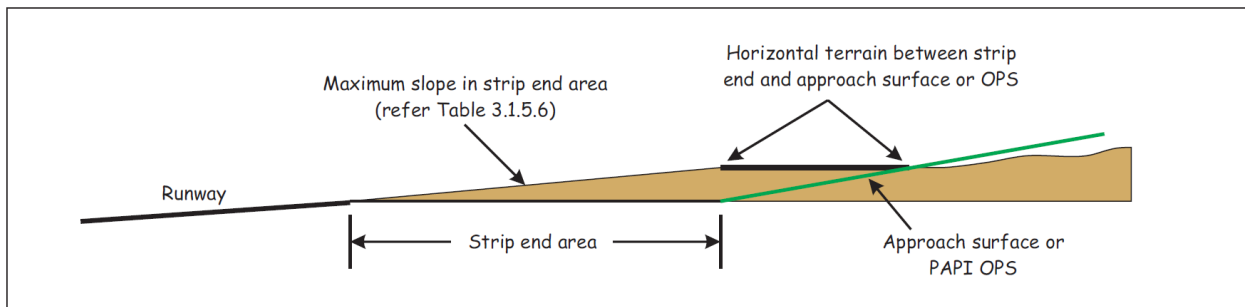 Horizontal terrain between strip
end and approach surface or OPS
Maximum slope in strip end area
(refer Table 3.1.5.6)
Runway
Strip end area
Approach surface or
PAPI OPS